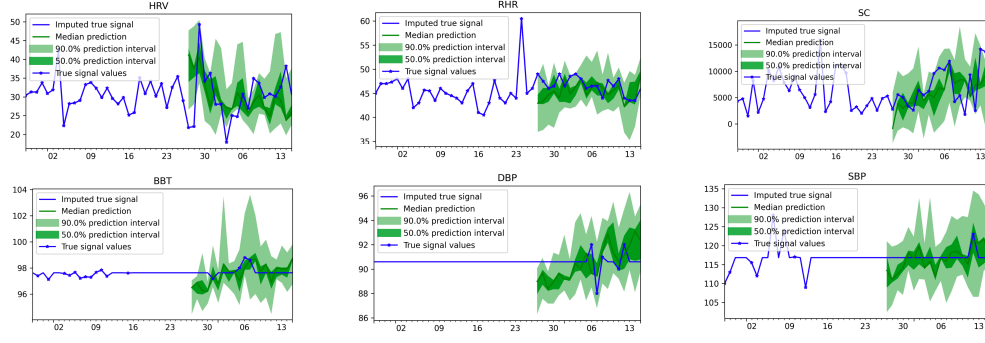 HRV
50
45
40
35
30
25
20
02
09
16
23
30
06
13
Imputed true signal
Median prediction
90.0% prediction interval
50.0% prediction interval
True signal values
RHR
60
55
50
45
40
35
02
09
16
23
30
06
13
Imputed true signal
Median prediction
90.0% prediction interval
50.0% prediction interval
True signal values
SC
15000
10000
5000
0
02
09
16
23
30
06
13
Imputed true signal
Median prediction
90.0% prediction interval
50.0% prediction interval
True signal values
BBT
104
102
100
98
96
02
09
16
23
30
06
13
Imputed true signal
Median prediction
90.0% prediction interval
50.0% prediction interval
True signal values
DBP
96
94
92
90
88
86
02
09
16
23
30
06
13
Imputed true signal
Median prediction
90.0% prediction interval
50.0% prediction interval
True signal values
SBP
135
130
125
120
115
110
105
02
09
16
23
30
06
13
Imputed true signal
Median prediction
90.0% prediction interval
50.0% prediction interval
True signal values